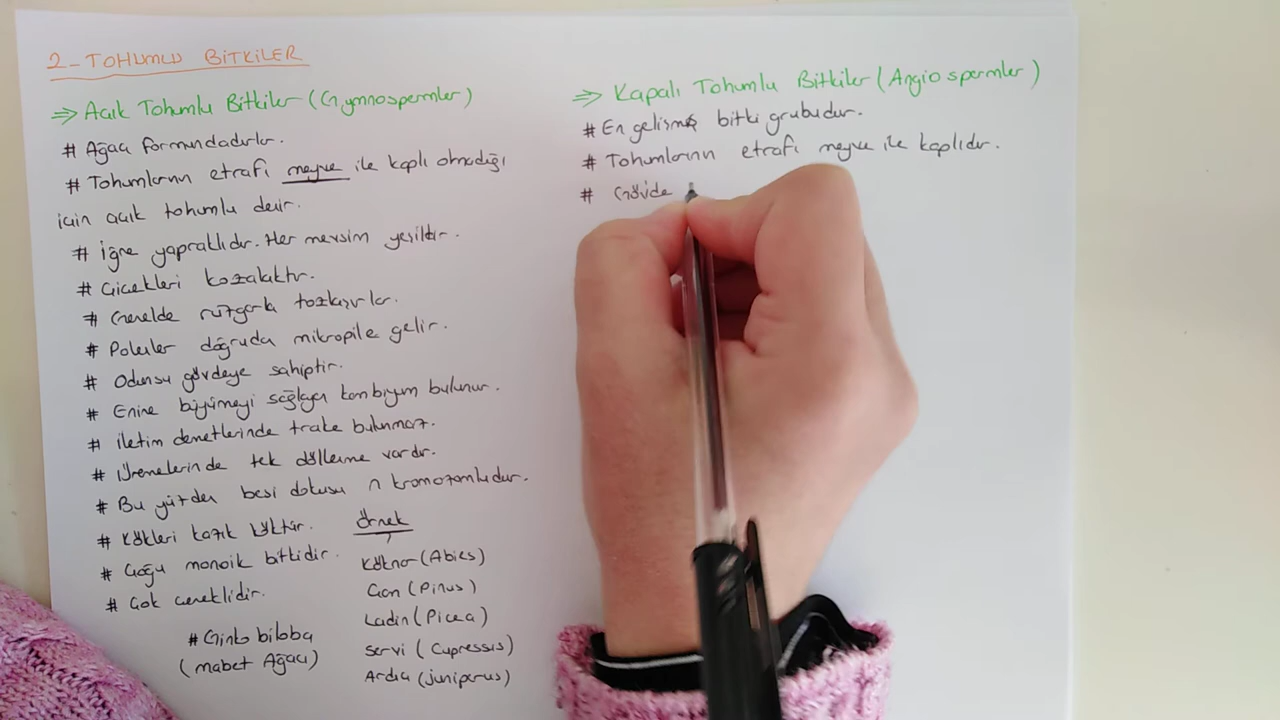 2_TOHUMLU BİTKİLER
⇒ Açık Tohumlu Bitkiler (Gymnospermler)
# Ağaç formundadırlar.
# Tohumlarının etrafı meyve ile kaplı olmadığı
için açık tohumlu denir.
# İğne yapraklıdır. Her mevsim yeşildir.
# Çiçekleri kozalaktır.
# Genelde rüzgarla tozlaşırlar.
# Polenler doğruda mikropile gelir.
# Odunsu gövdeye sahiptir.
# Enine büyümeyi sağlayan kambiyum bulunur.
# İletim demetlerinde trake bulunmaz.
# Üremelerinde tek döllenme vardır.
# Bu yüzden besi dokusu n kromozomludur.
# Kökleri kazık köktür.
# Çoğu monoik bitkidir.
# Çok çeneklidir.
# Ginko biloba
(mabet Ağacı)
Örnek
Köknar (Abies)
Çam (Pinus)
Ladin (Picea)
Servi (Cupressus)
Ardıç (juniperus)
⇒ Kapalı Tohumlu Bitkiler (Angiospermler)
# En gelişmiş bitki grubudur.
# Tohumlarının etrafı meyve ile kaplıdır.
# Gövde